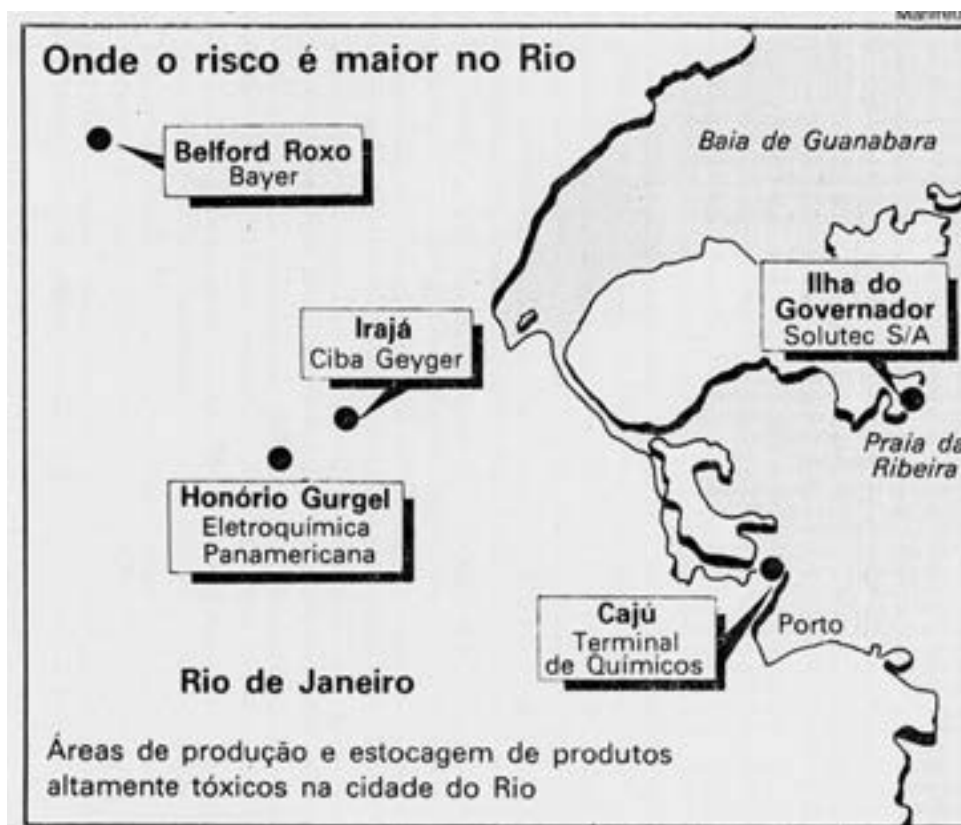 Onde o risco é maior no Rio
Belford Roxo
Bayer
Baia de Guanabara
Ilha do
Governador
Solutec S/A
Irajá
Ciba Geyger
Praia da
Ribeira
Honório Gurgel
Eletroquímica
Panamericana
Cajú
Terminal
de Químicos
Porto
Rio de Janeiro
Áreas de produção e estocagem de produtos
altamente tóxicos na cidade do Rio